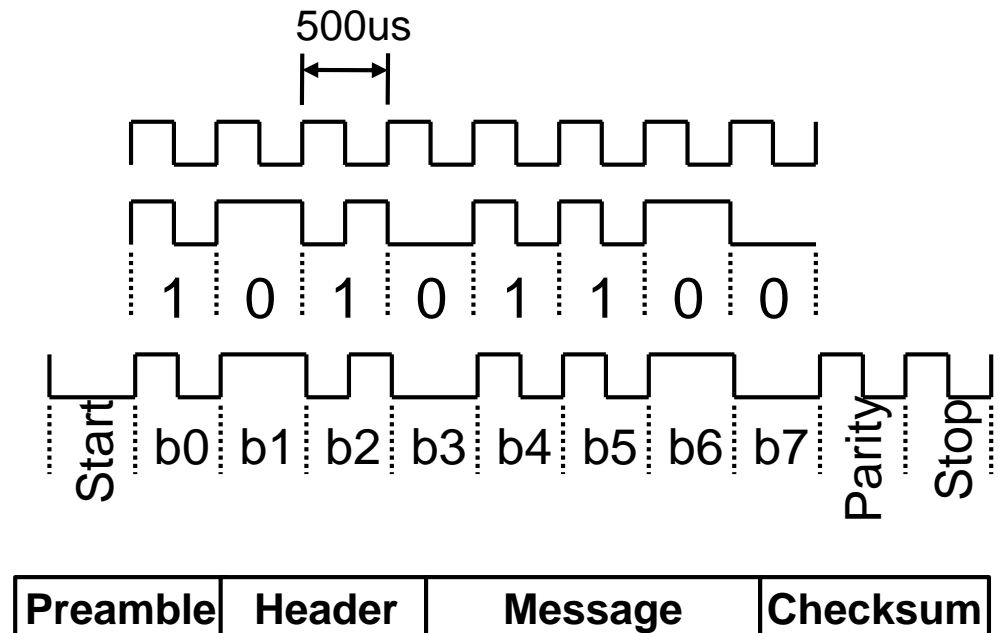 500us
1 0 1 0 1 1 0 0
Start b0 b1 b2 b3 b4 b5 b6 b7 Parity Stop
Preamble Header Message Checksum